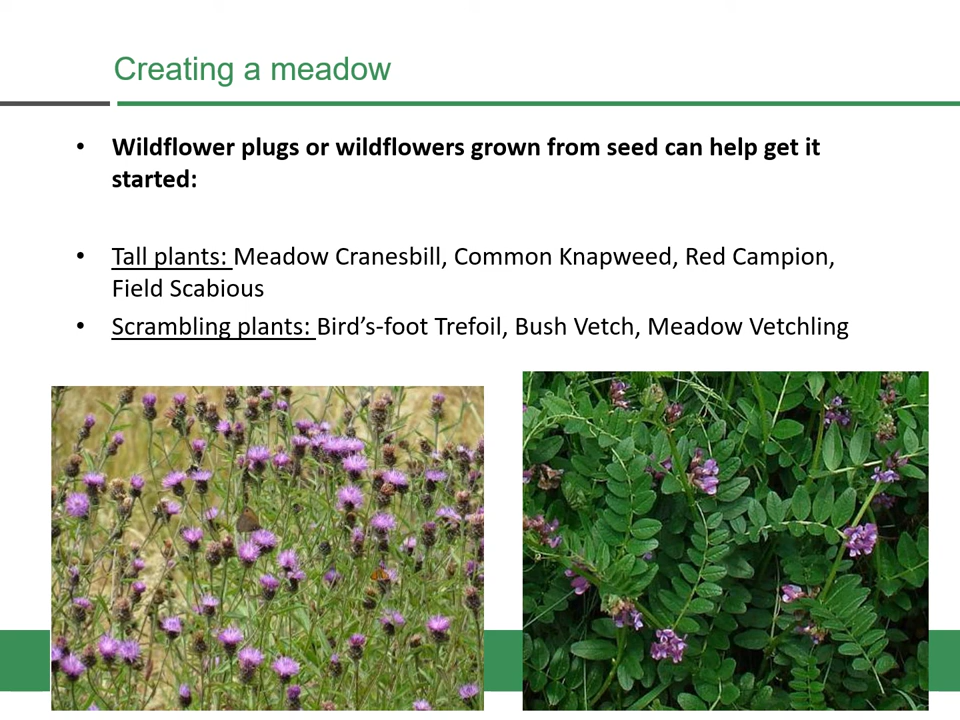 Creating a meadow
• Wildflower plugs or wildflowers grown from seed can help get it
started:
• Tall plants: Meadow Cranesbill, Common Knapweed, Red Campion,
Field Scabious
• Scrambling plants: Bird’s-foot Trefoil, Bush Vetch, Meadow Vetchling